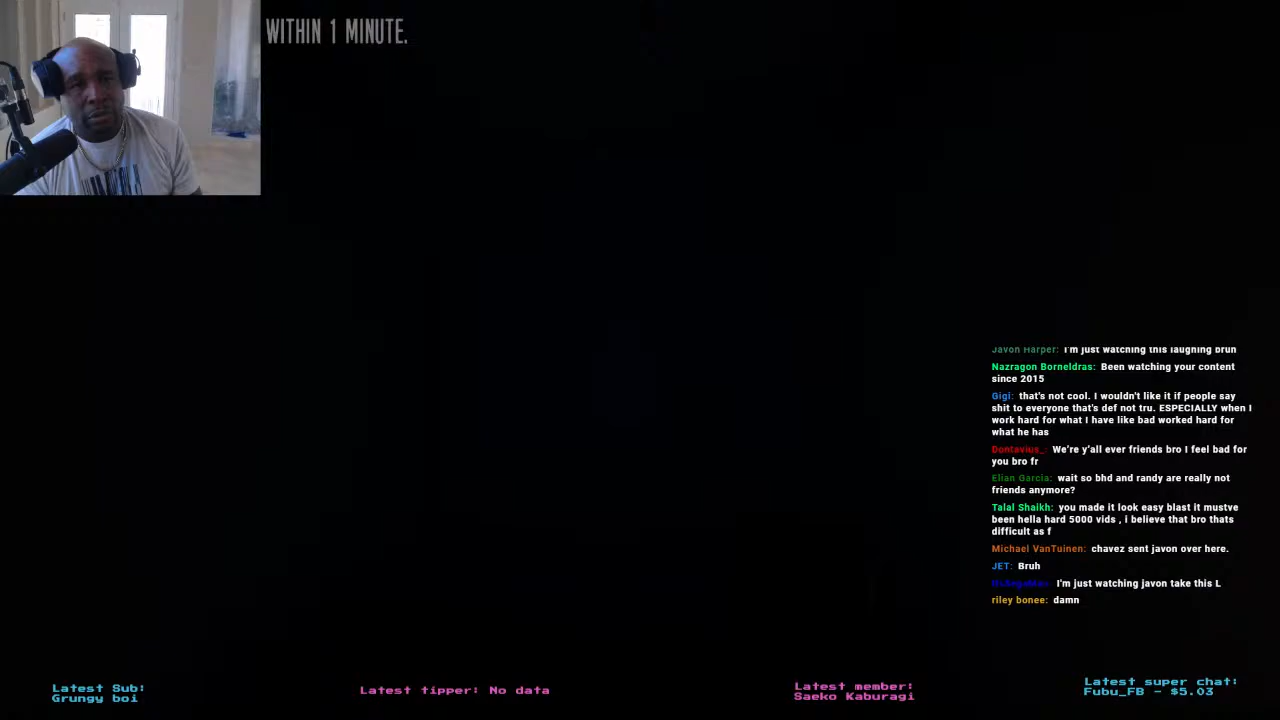 WITHIN 1 MINUTE.
Javon Harper: I'm just watching this laughing bruh
Nazragon Borneldras: Been watching your content
since 2015
Gigi: that's not cool. I wouldn't like it if people say
shit to everyone that's def not tru. ESPECIALLY when I
work hard for what I have like bad worked hard for
what he has
Dontavius_: We're y'all ever friends bro I feel bad for
you bro fr
Elian Garcia: wait so bhd and randy are really not
friends anymore?
Talal Shaikh: you made it look easy blast it mustve
been hella hard 5000 vids , i believe that bro thats
difficult as f
Michael VanTuinen: chavez sent javon over here.
JET: Bruh
I'm just watching javon take this L
riley bonee: damn
Latest Sub:
Grungy boi
Latest tipper: No data
Latest member:
Saeko Kaburagi
Latest super chat:
Fubu_FB - $5.03